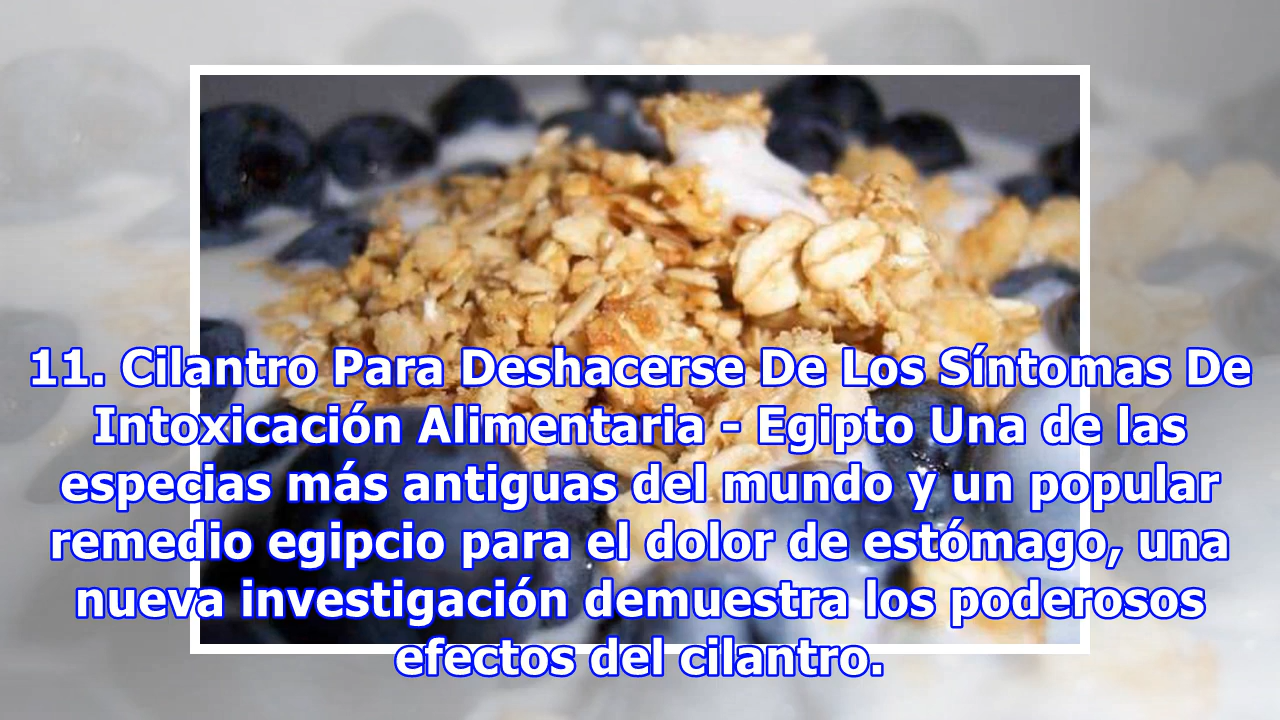 11. Cilantro Para Deshacerse De Los Síntomas De
Intoxicación Alimentaria - Egipto Una de las
especias más antiguas del mundo y un popular
remedio egipcio para el dolor de estómago, una
nueva investigación demuestra los poderosos
efectos del cilantro.